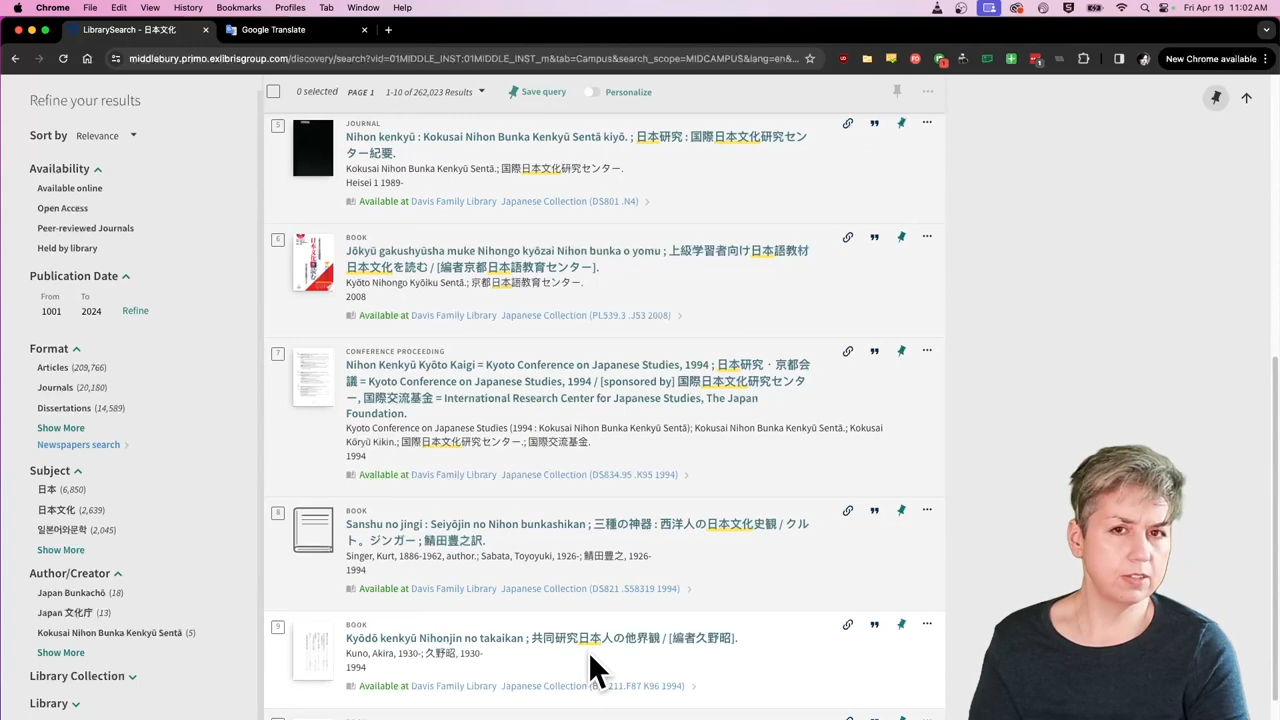 Chrome File Edit View History Bookmarks Profiles Tab Window Help Fri Apr 19 11:02 AM
LibrarySearch - 日本文化 Google Translate
middlebury.primo.exlibrisgroup.com/discovery/search?vid=01MIDDLE_INST:01MIDDLE_INST_m&tab=Campus&search_scope=MIDCAMPUS&lang=en&... New Chrome available
Refine your results
Sort by Relevance
Availability
Available online
Open Access
Peer-reviewed Journals
Held by library
Publication Date
From To
1001 2024 Refine
Format
Articles (209,766)
Journals (20,180)
Dissertations (14,589)
Show More
Newspapers search
Subject
日本 (6,850)
日本文化 (2,639)
일본어와문학 (2,045)
Show More
Author/Creator
Japan Bunkachō (18)
Japan 文化庁 (13)
Kokusai Nihon Bunka Kenkyū Sentā (5)
Show More
Library Collection
Library
0 selected PAGE 1 1-10 of 262,023 Results Save query Personalize
5 JOURNAL
Nihon kenkyū : Kokusai Nihon Bunka Kenkyū Sentā kiyō. ; 日本研究 : 国際日本文化研究セン
ター紀要.
Kokusai Nihon Bunka Kenkyū Sentā.; 国際日本文化研究センター.
Heisei 1 1989-
Available at Davis Family Library Japanese Collection (DS801 .N4)
6 BOOK
Jōkyū gakushūsha muke Nihongo kyōzai Nihon bunka o yomu ; 上級学習者向け日本語教材
日本文化を読む / [編者京都日本語教育センター].
Kyōto Nihongo Kyōiku Sentā.; 京都日本語教育センター.
2008
Available at Davis Family Library Japanese Collection (PL539.3 .J53 2008)
7 CONFERENCE PROCEEDING
Nihon Kenkyū Kyōto Kaigi = Kyoto Conference on Japanese Studies, 1994 ; 日本研究・京都会
議 = Kyoto Conference on Japanese Studies, 1994 / [sponsored by] 国際日本文化研究センタ
ー, 国際交流基金 = International Research Center for Japanese Studies, The Japan
Foundation.
Kyoto Conference on Japanese Studies (1994 : Kokusai Nihon Bunka Kenkyū Sentā); Kokusai Nihon Bunka Kenkyū Sentā.; Kokusai
Kōryū Kikin.; 国際日本文化研究センター.; 国際交流基金.
1994
Available at Davis Family Library Japanese Collection (DS834.95 .K95 1994)
8 BOOK
Sanshu no jingi : Seiyōjin no Nihon bunkashikan ; 三種の神器 : 西洋人の日本文化史観 / クル
ト。ジンガー ; 鯖田豊之訳.
Singer, Kurt, 1886-1962, author.; Sabata, Toyoyuki, 1926-; 鯖田豊之, 1926-
1994
Available at Davis Family Library Japanese Collection (DS821 .S58319 1994)
9 BOOK
Kyōdō kenkyū Nihonjin no takaikan ; 共同研究日本人の他界観 / [編者久野昭].
Kuno, Akira, 1930-; 久野昭, 1930-
1994
Available at Davis Family Library Japanese Collection 211.F87 K96 1994)